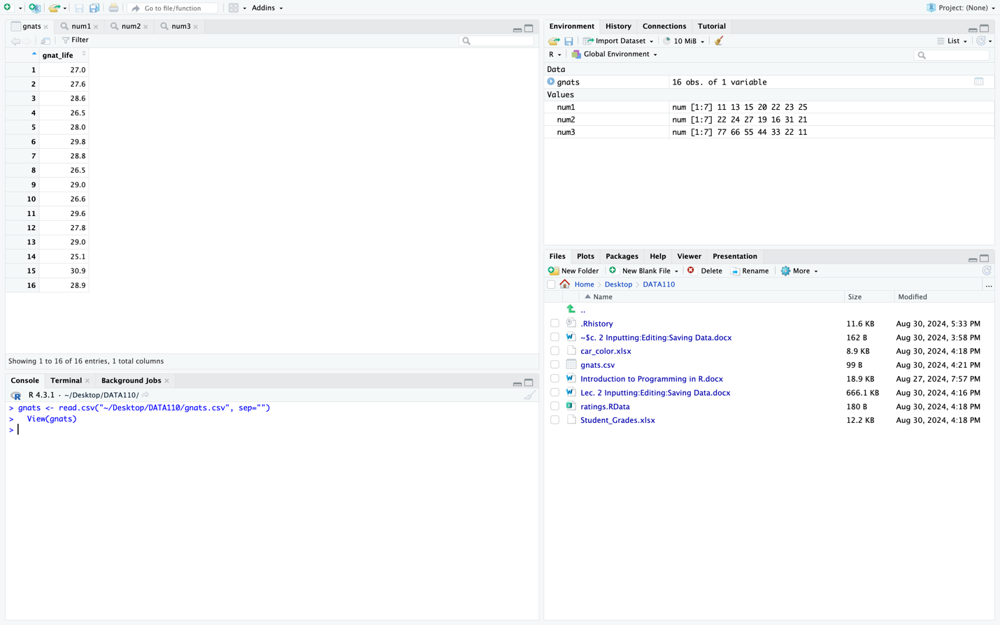 Go to file/function Addins Project: (None)
gnats num1 num2 num3
Filter
gnat_life
1 27.0
2 27.6
3 28.6
4 26.5
5 28.0
6 29.8
7 28.8
8 26.5
9 29.0
10 26.6
11 29.6
12 27.8
13 29.0
14 25.1
15 30.9
16 28.9
Showing 1 to 16 of 16 entries, 1 total columns
Console Terminal Background Jobs
R 4.3.1 · ~/Desktop/DATA110/
> gnats <- read.csv("~/Desktop/DATA110/gnats.csv", sep="")
> View(gnats)
>
Environment History Connections Tutorial
Import Dataset 10 MiB List
R Global Environment
Data
gnats 16 obs. of 1 variable
Values
num1 num [1:7] 11 13 15 20 22 23 25
num2 num [1:7] 22 24 27 19 16 31 21
num3 num [1:7] 77 66 55 44 33 22 11
Files Plots Packages Help Viewer Presentation
New Folder New Blank File Delete Rename More
Home Desktop DATA110 ...
Name Size Modified
..
.Rhistory 11.6 KB Aug 30, 2024, 5:33 PM
~$c. 2 Inputting:Editing:Saving Data.docx 162 B Aug 30, 2024, 3:58 PM
car_color.xlsx 8.9 KB Aug 30, 2024, 4:18 PM
gnats.csv 99 B Aug 30, 2024, 4:21 PM
Introduction to Programming in R.docx 18.9 KB Aug 27, 2024, 7:57 PM
Lec. 2 Inputting:Editing:Saving Data.docx 666.1 KB Aug 30, 2024, 4:16 PM
ratings.RData 180 B Aug 30, 2024, 4:18 PM
Student_Grades.xlsx 12.2 KB Aug 30, 2024, 4:18 PM